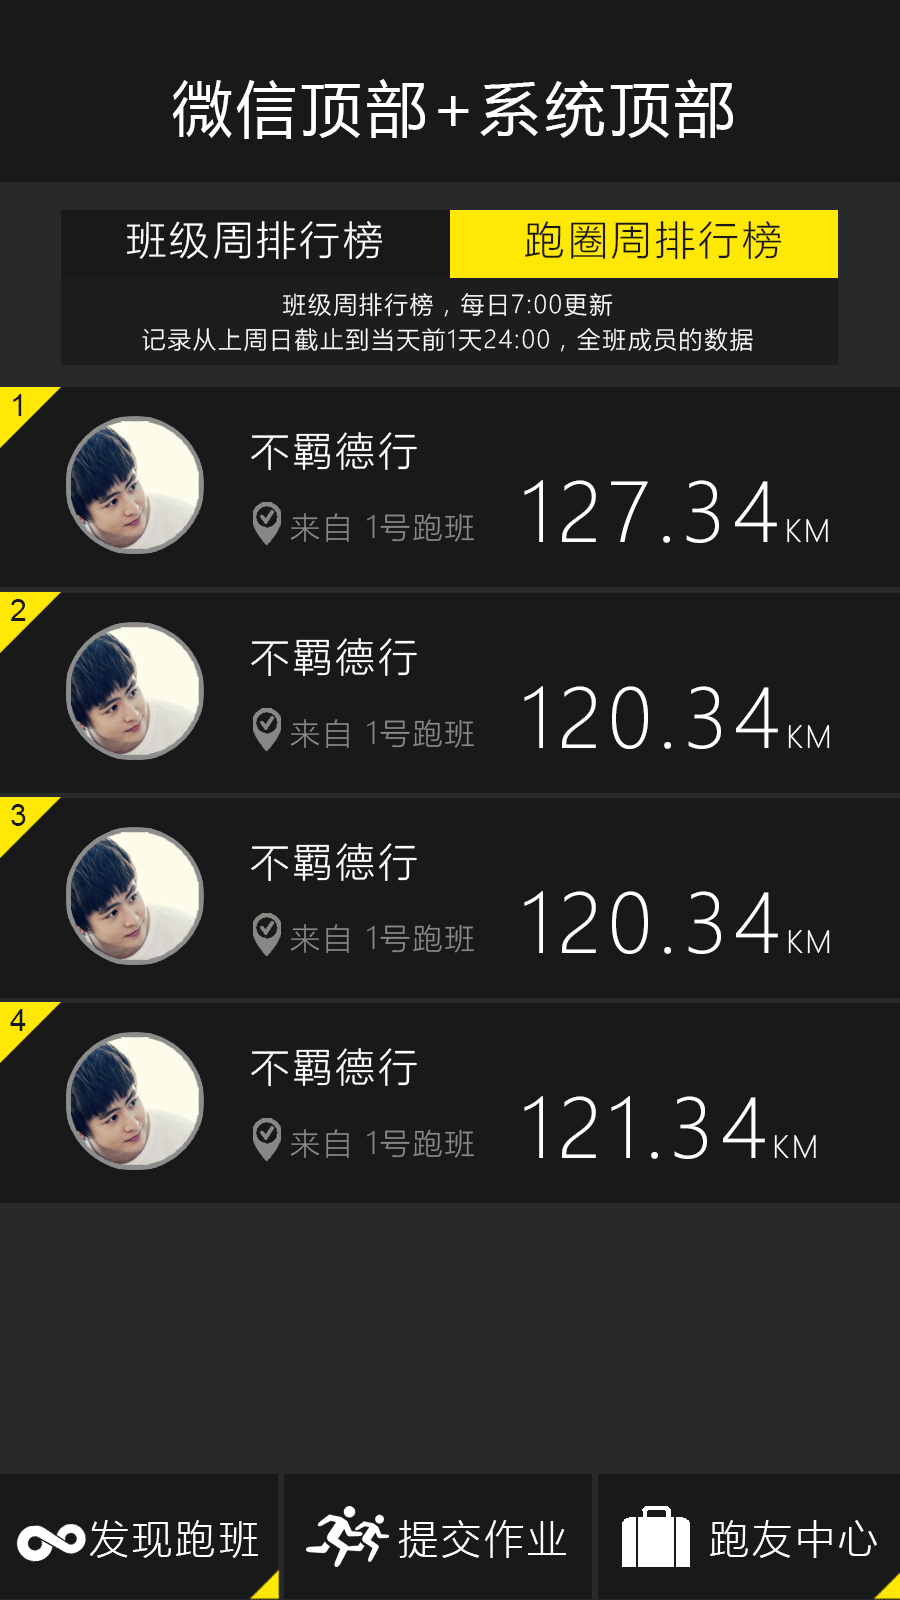 微信顶部+系统顶部
班级周排行榜 跑圈周排行榜
班级周排行榜，每日7:00更新
记录从上周日截止到当天前1天24:00，全班成员的数据
1
不羁德行
来自 1号跑班 127.34KM
2
不羁德行
来自 1号跑班 120.34KM
3
不羁德行
来自 1号跑班 120.34KM
4
不羁德行
来自 1号跑班 121.34KM
发现跑班 提交作业 跑友中心